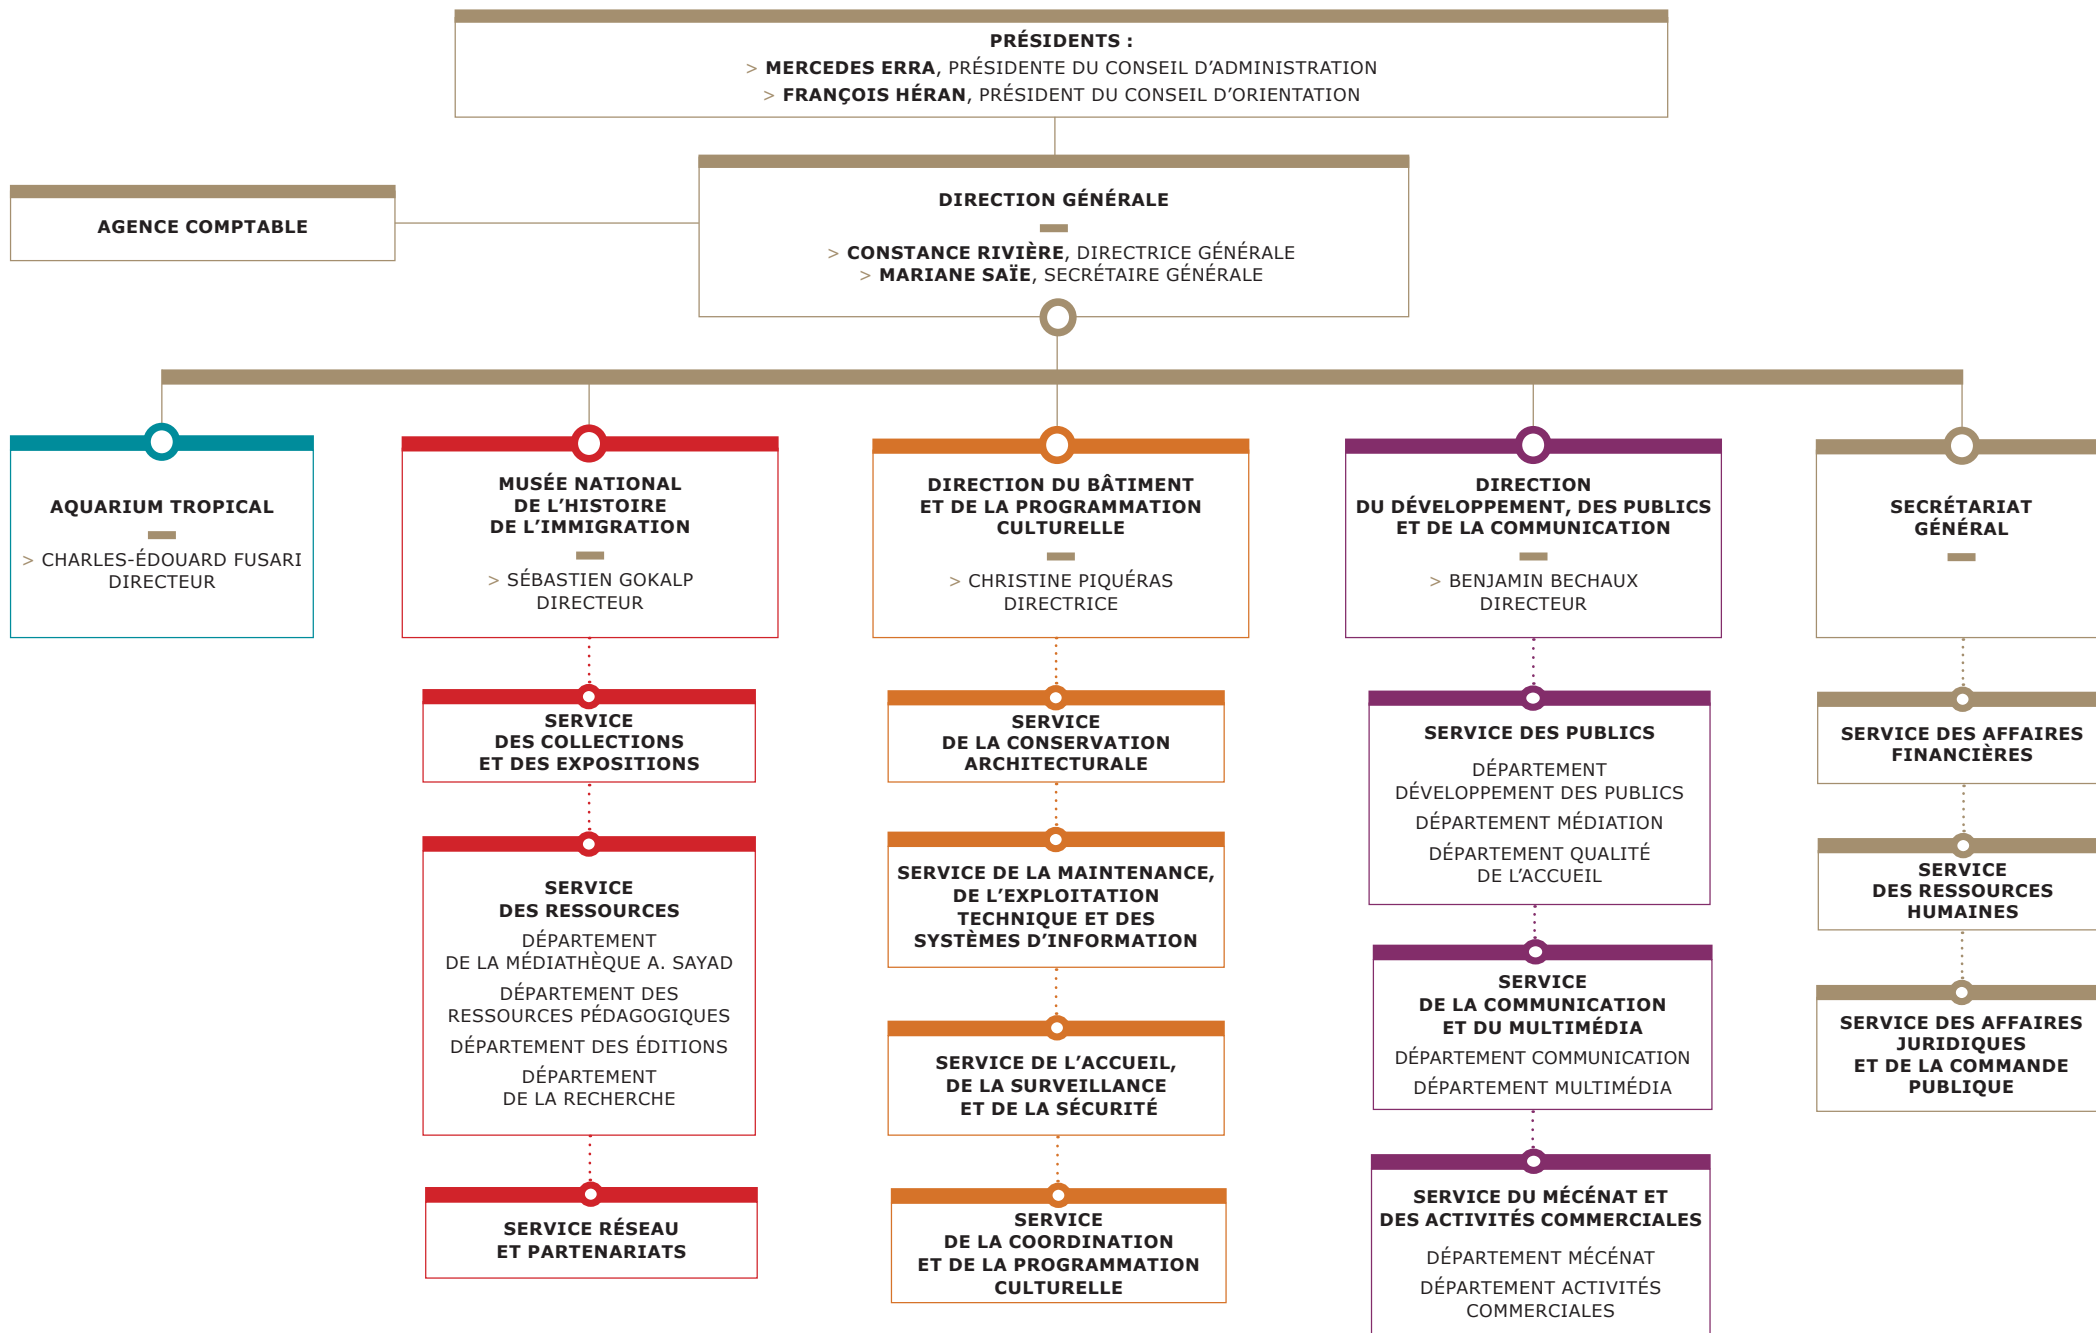 PRÉSIDENTS :
> MERCEDES ERRA, PRÉSIDENTE DU CONSEIL D’ADMINISTRATION
> FRANÇOIS HÉRAN, PRÉSIDENT DU CONSEIL D’ORIENTATION
AGENCE COMPTABLE
DIRECTION GÉNÉRALE
> CONSTANCE RIVIÈRE, DIRECTRICE GÉNÉRALE
> MARIANE SAÏE, SECRÉTAIRE GÉNÉRALE
AQUARIUM TROPICAL
> CHARLES-ÉDOUARD FUSARI
DIRECTEUR
MUSÉE NATIONAL
DE L’HISTOIRE
DE L’IMMIGRATION
> SÉBASTIEN GOKALP
DIRECTEUR
SERVICE
DES COLLECTIONS
ET DES EXPOSITIONS
SERVICE
DES RESSOURCES
DÉPARTEMENT
DE LA MÉDIATHÈQUE A. SAYAD
DÉPARTEMENT DES
RESSOURCES PÉDAGOGIQUES
DÉPARTEMENT DES ÉDITIONS
DÉPARTEMENT
DE LA RECHERCHE
SERVICE RÉSEAU
ET PARTENARIATS
DIRECTION DU BÂTIMENT
ET DE LA PROGRAMMATION
CULTURELLE
> CHRISTINE PIQUÉRAS
DIRECTRICE
SERVICE
DE LA CONSERVATION
ARCHITECTURALE
SERVICE DE LA MAINTENANCE,
DE L’EXPLOITATION
TECHNIQUE ET DES
SYSTÈMES D’INFORMATION
SERVICE DE L’ACCUEIL,
DE LA SURVEILLANCE
ET DE LA SÉCURITÉ
SERVICE
DE LA COORDINATION
ET DE LA PROGRAMMATION
CULTURELLE
DIRECTION
DU DÉVELOPPEMENT, DES PUBLICS
ET DE LA COMMUNICATION
> BENJAMIN BECHAUX
DIRECTEUR
SERVICE DES PUBLICS
DÉPARTEMENT
DÉVELOPPEMENT DES PUBLICS
DÉPARTEMENT MÉDIATION
DÉPARTEMENT QUALITÉ
DE L’ACCUEIL
SERVICE
DE LA COMMUNICATION
ET DU MULTIMÉDIA
DÉPARTEMENT COMMUNICATION
DÉPARTEMENT MULTIMÉDIA
SERVICE DU MÉCÉNAT ET
DES ACTIVITÉS COMMERCIALES
DÉPARTEMENT MÉCÉNAT
DÉPARTEMENT ACTIVITÉS
COMMERCIALES
SECRÉTARIAT
GÉNÉRAL
SERVICE DES AFFAIRES
FINANCIÈRES
SERVICE
DES RESSOURCES
HUMAINES
SERVICE DES AFFAIRES
JURIDIQUES
ET DE LA COMMANDE
PUBLIQUE